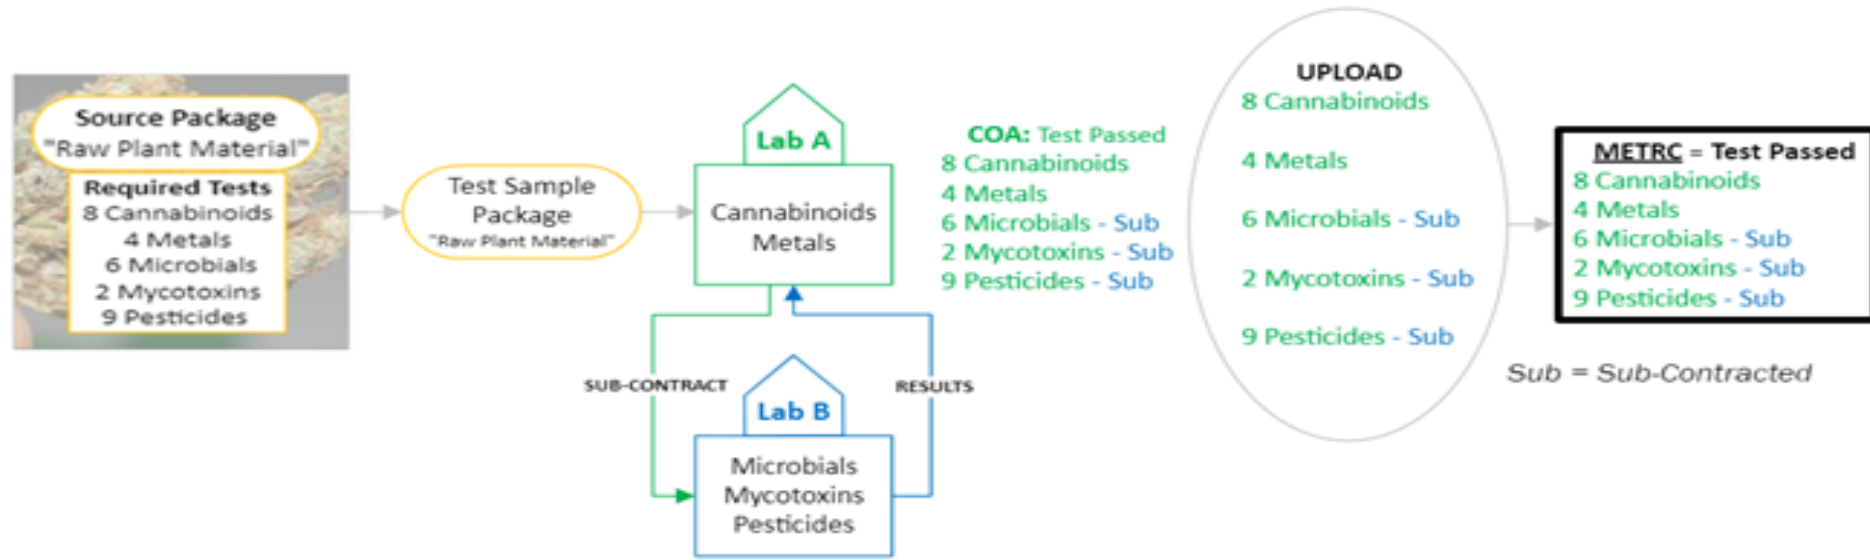 Source Package
"Raw Plant Material"
Required Tests
8 Cannabinoids
4 Metals
6 Microbials
2 Mycotoxins
9 Pesticides
Test Sample
Package
"Raw Plant Material"
Lab A
Cannabinoids
Metals
SUB-CONTRACT
RESULTS
Lab B
Microbials
Mycotoxins
Pesticides
COA: Test Passed
8 Cannabinoids
4 Metals
6 Microbials - Sub
2 Mycotoxins - Sub
9 Pesticides - Sub
UPLOAD
8 Cannabinoids
4 Metals
6 Microbials - Sub
2 Mycotoxins - Sub
9 Pesticides - Sub
METRC = Test Passed
8 Cannabinoids
4 Metals
6 Microbials - Sub
2 Mycotoxins - Sub
9 Pesticides - Sub
Sub = Sub-Contracted